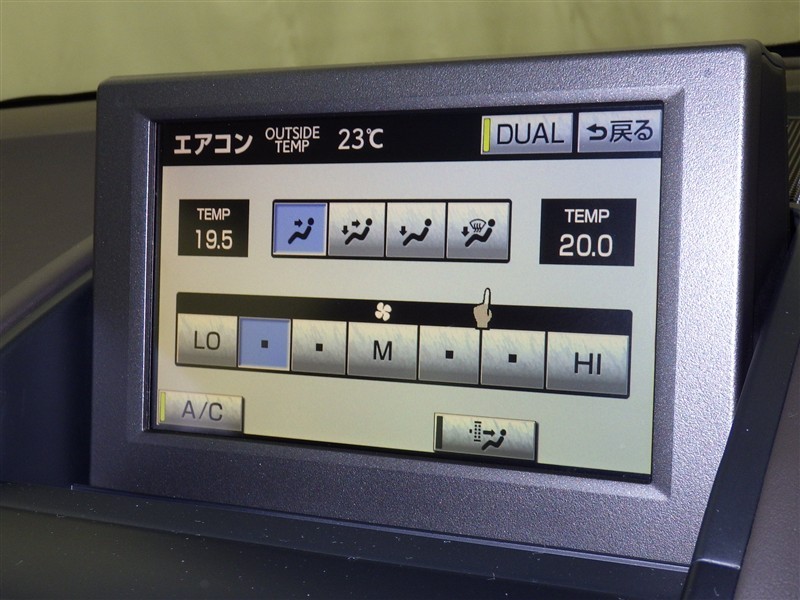 エアコン OUTSIDE TEMP 23℃ DUAL 戻る
TEMP
19.5
TEMP
20.0
LO M HI
A/C